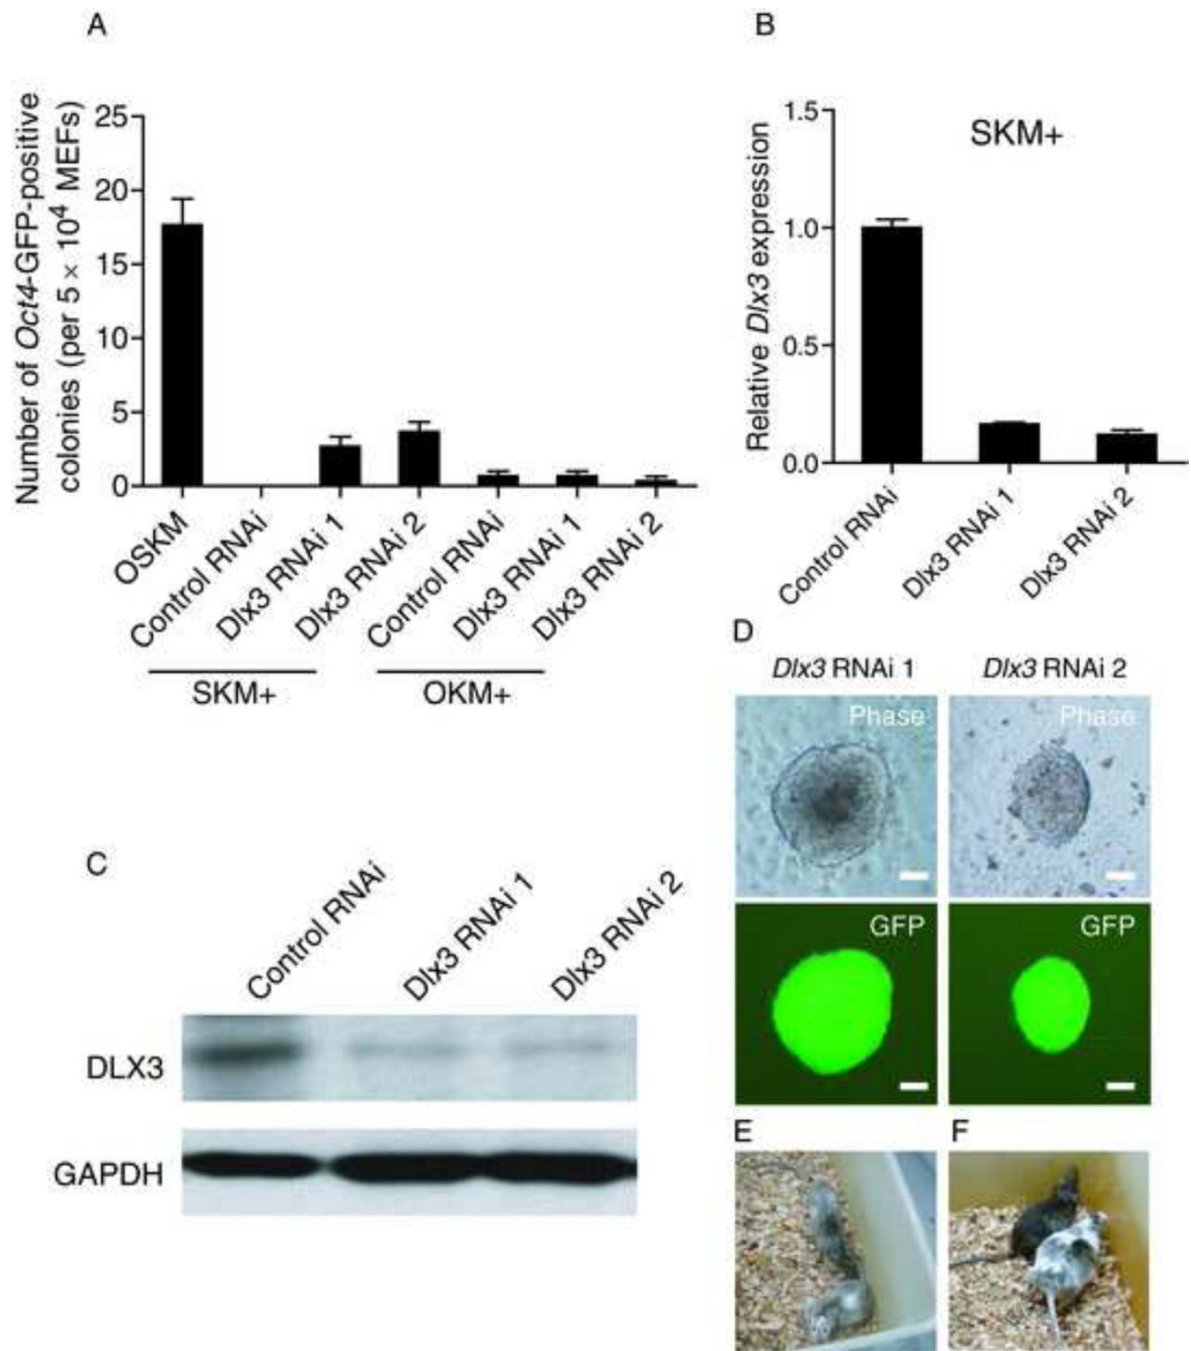 A
Number of Oct4-GFP-positive
colonies (per 5 × 10⁴ MEFs)
25
20
15
10
5
0
OSKM
Control RNAi
Dlx3 RNAi 1
Dlx3 RNAi 2
Control RNAi
Dlx3 RNAi 1
Dlx3 RNAi 2
SKM+
OKM+
B
SKM+
Relative Dlx3 expression
1.5
1.0
0.5
0.0
Control RNAi
Dlx3 RNAi 1
Dlx3 RNAi 2
C
Control RNAi
Dlx3 RNAi 1
Dlx3 RNAi 2
DLX3
GAPDH
D
Dlx3 RNAi 1
Dlx3 RNAi 2
Phase
Phase
GFP
GFP
E
F